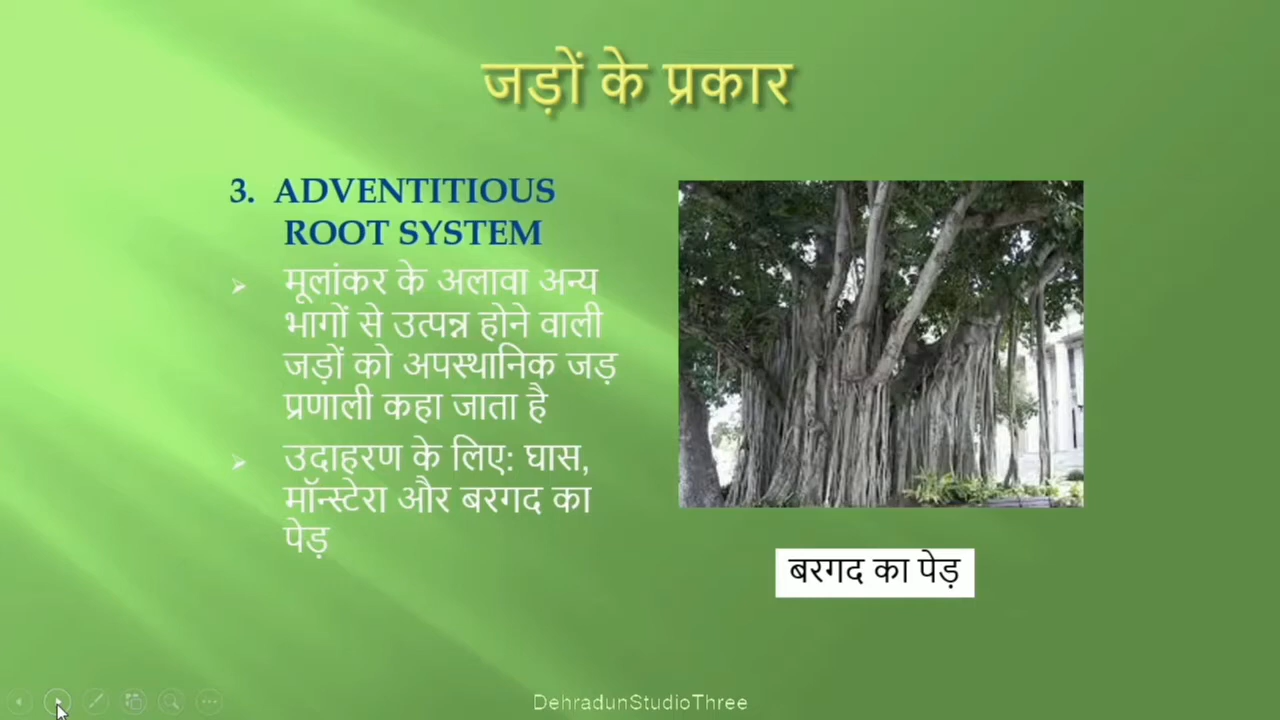 जड़ों के प्रकार
3. ADVENTITIOUS
ROOT SYSTEM
मूलांकर के अलावा अन्य
भागों से उत्पन्न होने वाली
जड़ों को अपस्थानिक जड़
प्रणाली कहा जाता है
उदाहरण के लिए: घास,
मॉन्स्टेरा और बरगद का
पेड़
बरगद का पेड़
DehradunStudioThree